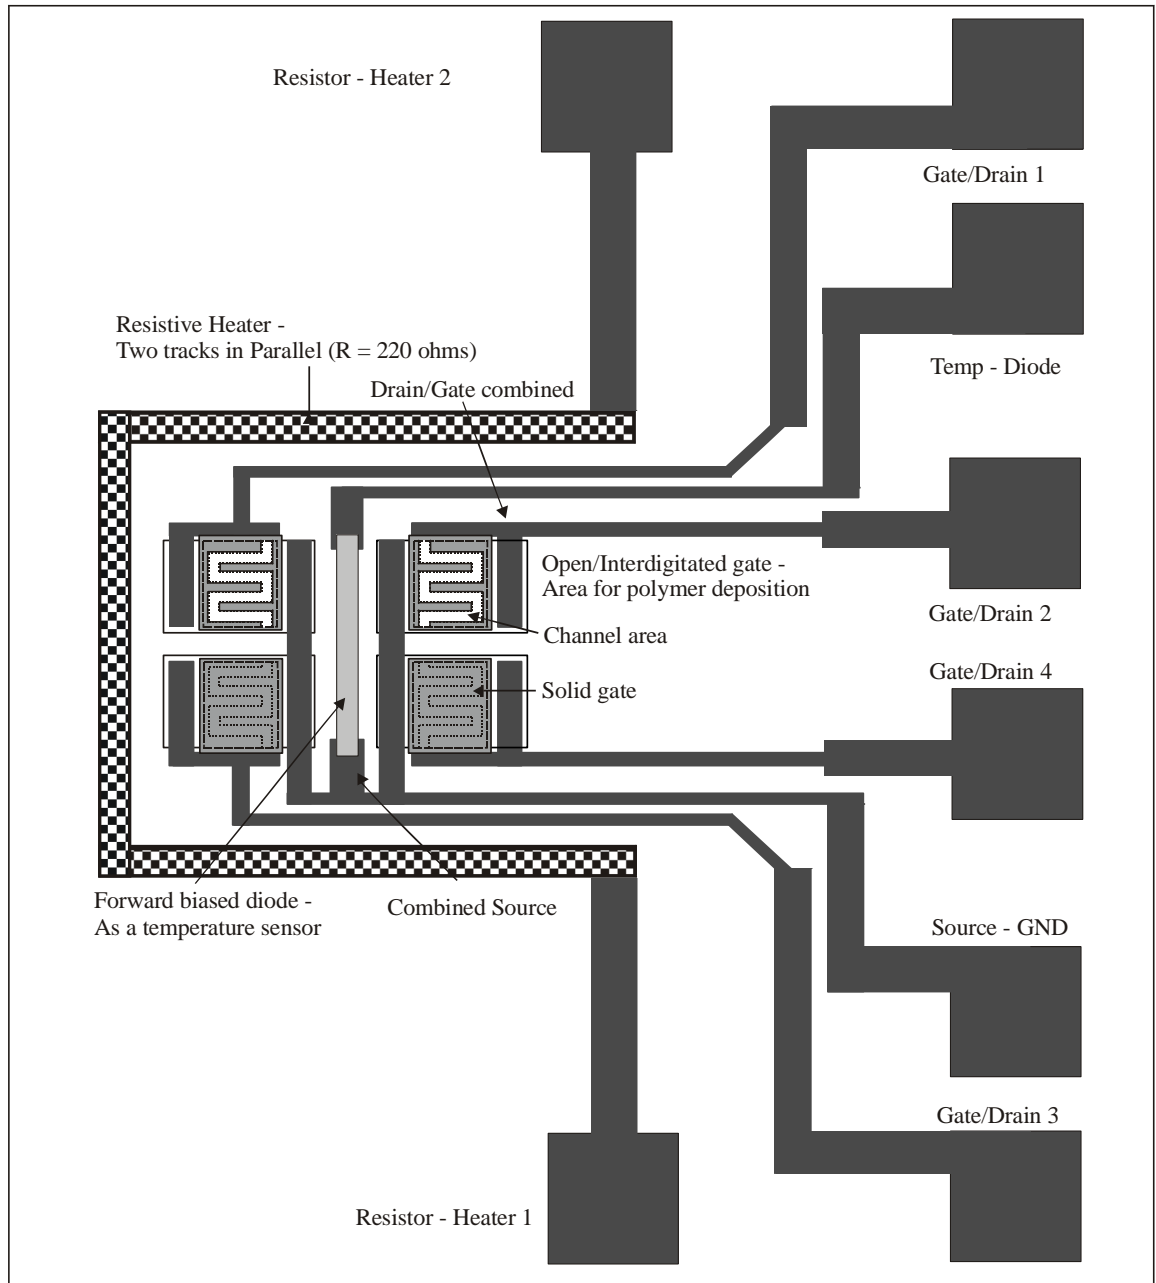 Resistor - Heater 2
Gate/Drain 1
Resistive Heater -
Two tracks in Parallel (R = 220 ohms)
Temp - Diode
Drain/Gate combined
Open/Interdigitated gate -
Area for polymer deposition
Gate/Drain 2
Channel area
Gate/Drain 4
Solid gate
Forward biased diode -
As a temperature sensor
Combined Source
Source - GND
Gate/Drain 3
Resistor - Heater 1